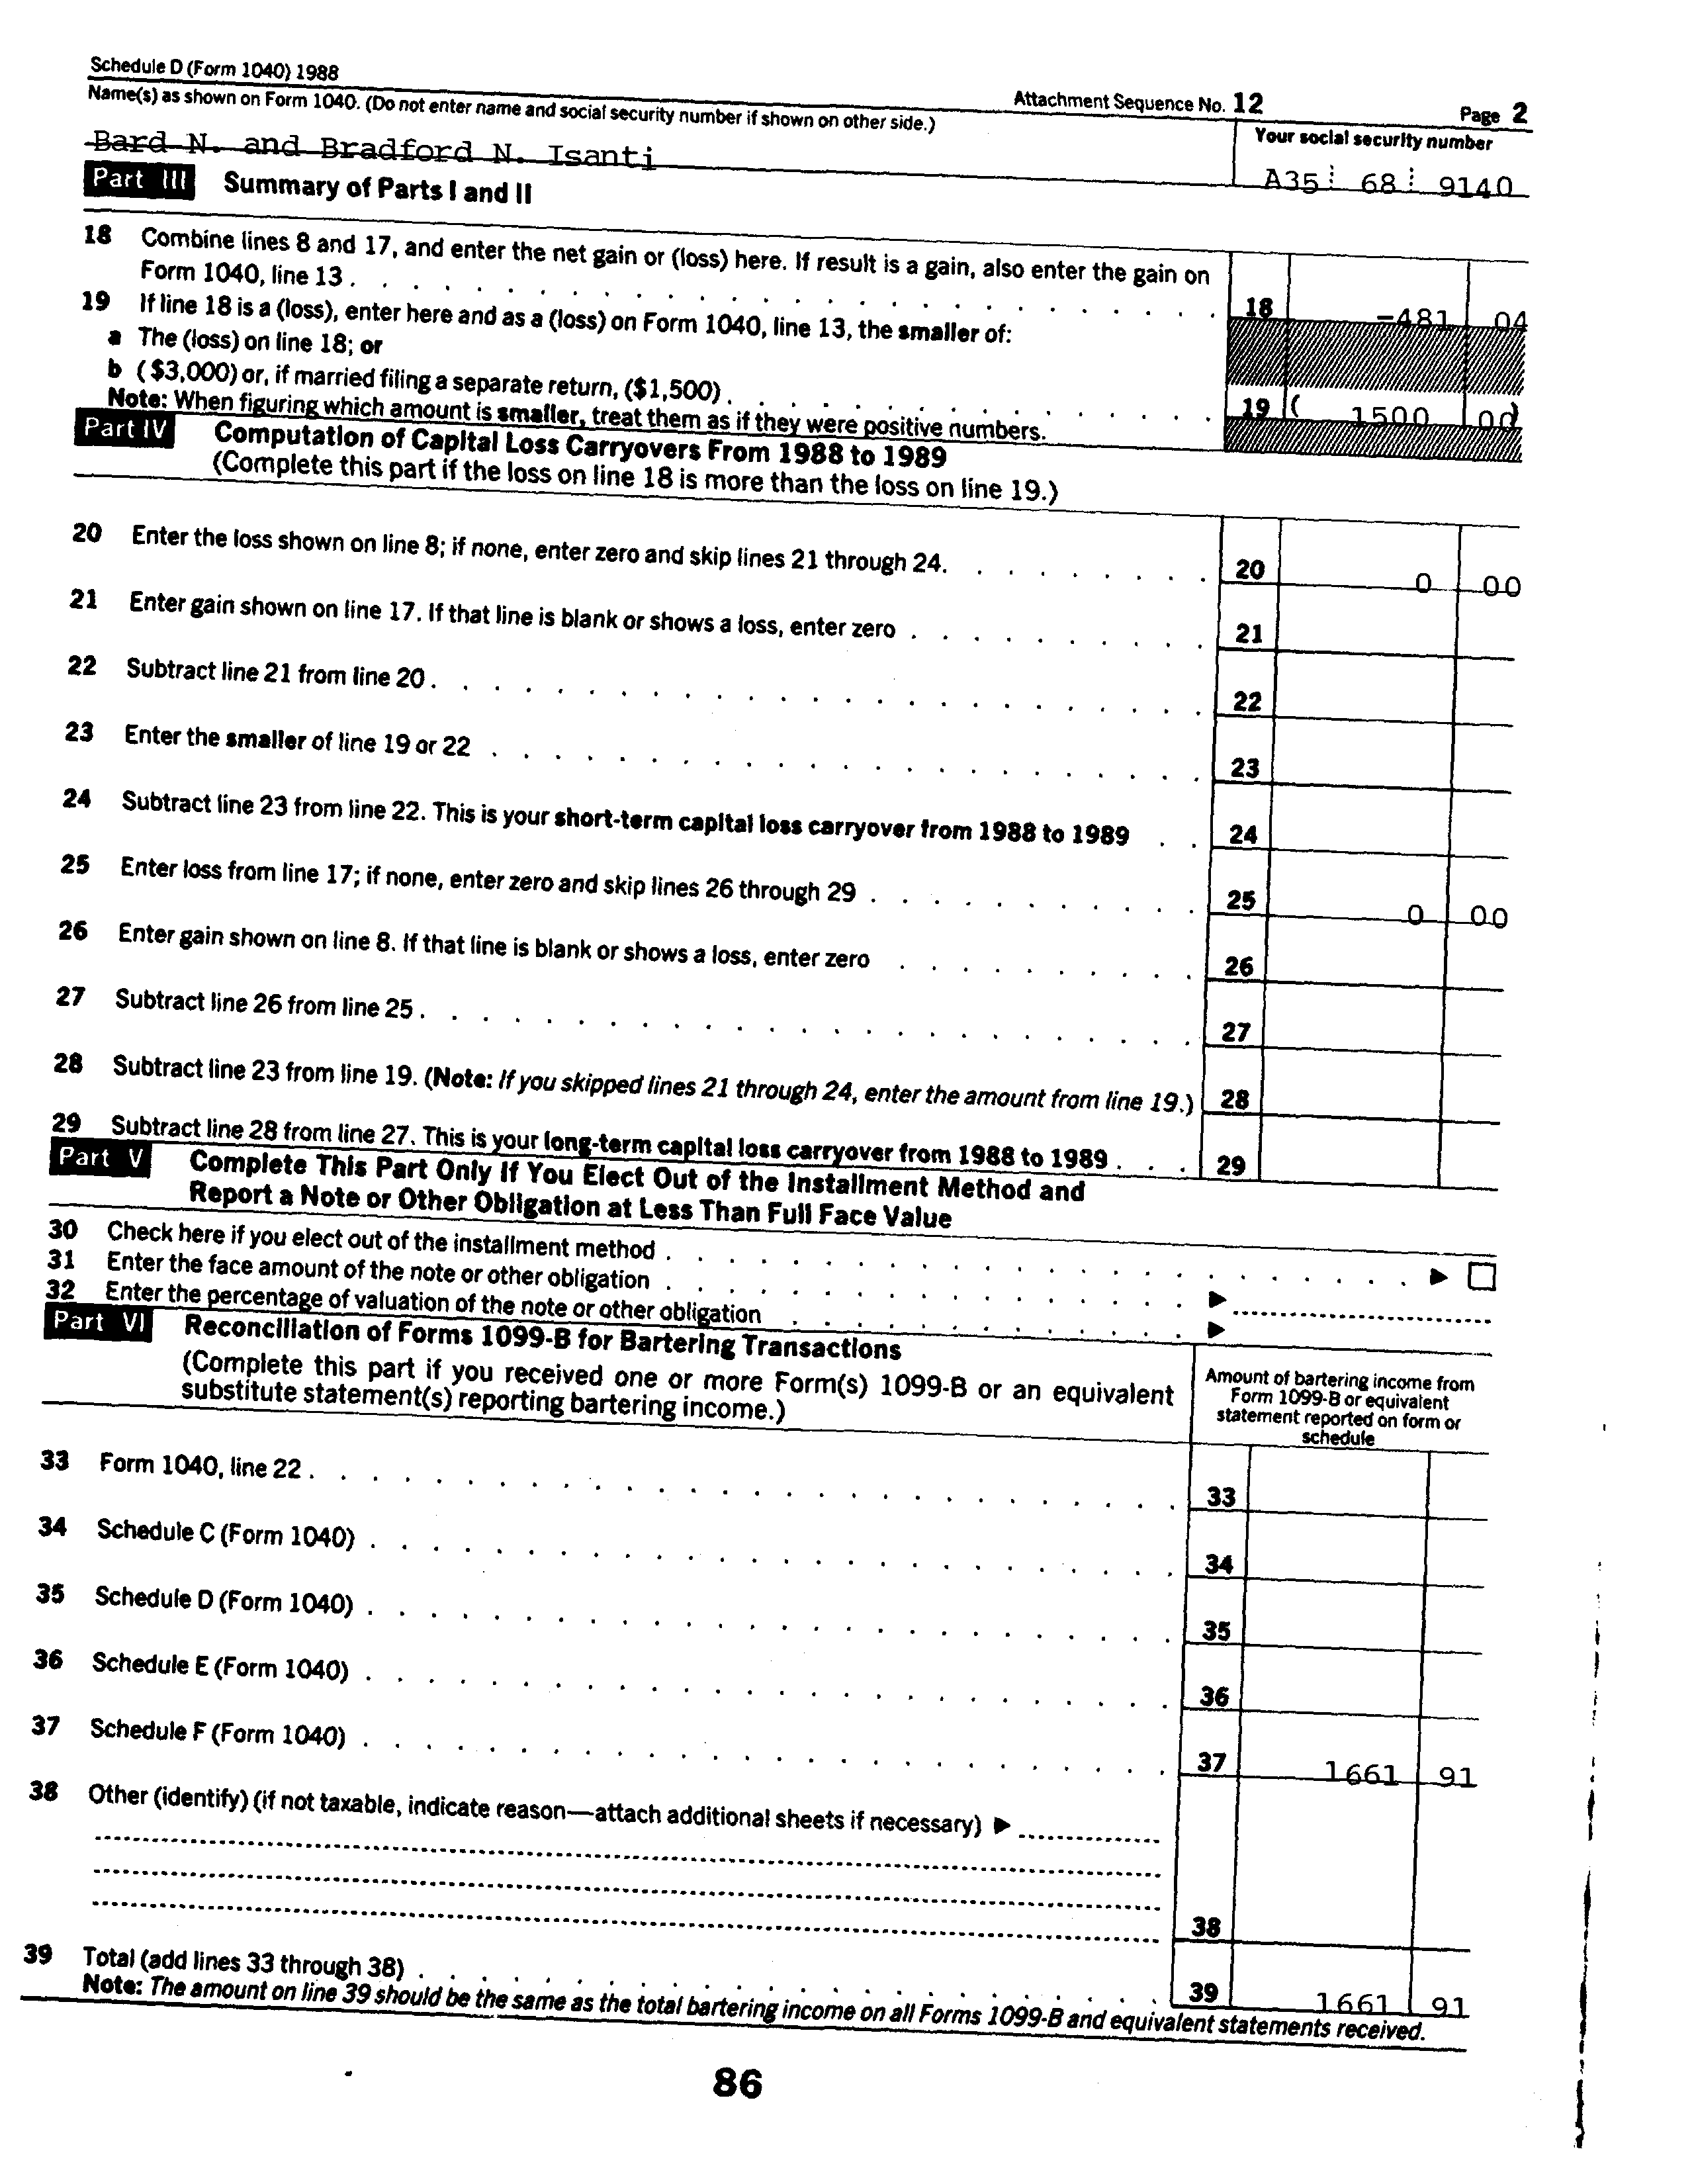 Schedule D (Form 1040) 1988
Attachment Sequence No. 12
Page 2
Name(s) as shown on Form 1040. (Do not enter name and social security number if shown on other side.)
Your social security number
Bard N. and Bradford N. Isanti
A35 68 9140
Part III Summary of Parts I and II
18 Combine lines 8 and 17, and enter the net gain or (loss) here. If result is a gain, also enter the gain on
Form 1040, line 13 . . . 18 -481 04
19 If line 18 is a (loss), enter here and as a (loss) on Form 1040, line 13, the smaller of:
a The (loss) on line 18; or
b ($3,000) or, if married filing a separate return, ($1,500) . . . 19 ( 1500 00)
Note: When figuring which amount is smaller, treat them as if they were positive numbers.
Part IV Computation of Capital Loss Carryovers From 1988 to 1989
(Complete this part if the loss on line 18 is more than the loss on line 19.)
20 Enter the loss shown on line 8; if none, enter zero and skip lines 21 through 24. . . . 20 0 00
21 Enter gain shown on line 17. If that line is blank or shows a loss, enter zero . . . 21
22 Subtract line 21 from line 20 . . . 22
23 Enter the smaller of line 19 or 22 . . . 23
24 Subtract line 23 from line 22. This is your short-term capital loss carryover from 1988 to 1989 . . 24
25 Enter loss from line 17; if none, enter zero and skip lines 26 through 29 . . . 25 0 00
26 Enter gain shown on line 8. If that line is blank or shows a loss, enter zero . . . 26
27 Subtract line 26 from line 25 . . . 27
28 Subtract line 23 from line 19. (Note: If you skipped lines 21 through 24, enter the amount from line 19.) 28
29 Subtract line 28 from line 27. This is your long-term capital loss carryover from 1988 to 1989 . . . 29
Part V Complete This Part Only If You Elect Out of the Installment Method and
Report a Note or Other Obligation at Less Than Full Face Value
30 Check here if you elect out of the installment method . . . ▶ □
31 Enter the face amount of the note or other obligation . . . ▶
32 Enter the percentage of valuation of the note or other obligation . . . ▶
Part VI Reconciliation of Forms 1099-B for Bartering Transactions
(Complete this part if you received one or more Form(s) 1099-B or an equivalent
substitute statement(s) reporting bartering income.)
Amount of bartering income from
Form 1099-B or equivalent
statement reported on form or
schedule
33 Form 1040, line 22 . . . 33
34 Schedule C (Form 1040) . . . 34
35 Schedule D (Form 1040) . . . 35
36 Schedule E (Form 1040) . . . 36
37 Schedule F (Form 1040) . . . 37 1661 91
38 Other (identify) (if not taxable, indicate reason—attach additional sheets if necessary) ▶
38
39 Total (add lines 33 through 38) . . . 39 1661 91
Note: The amount on line 39 should be the same as the total bartering income on all Forms 1099-B and equivalent statements received.
86